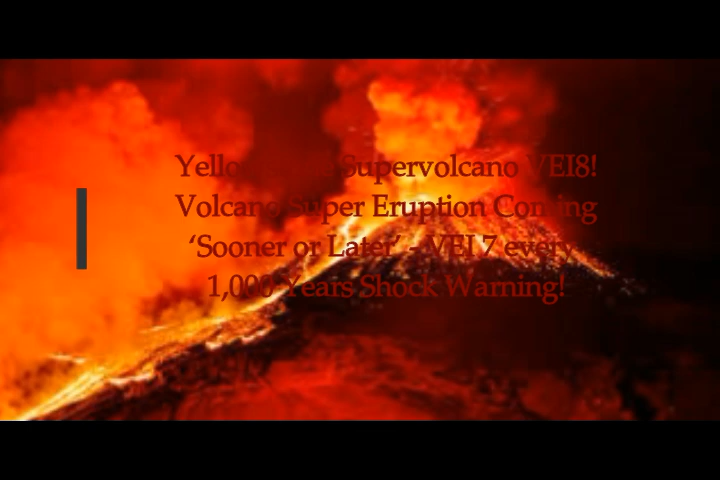 Yellowstone Supervolcano VEI8!
Volcano Super Eruption Coming
‘Sooner or Later’ - VEI 7 every
1,000 Years Shock Warning!